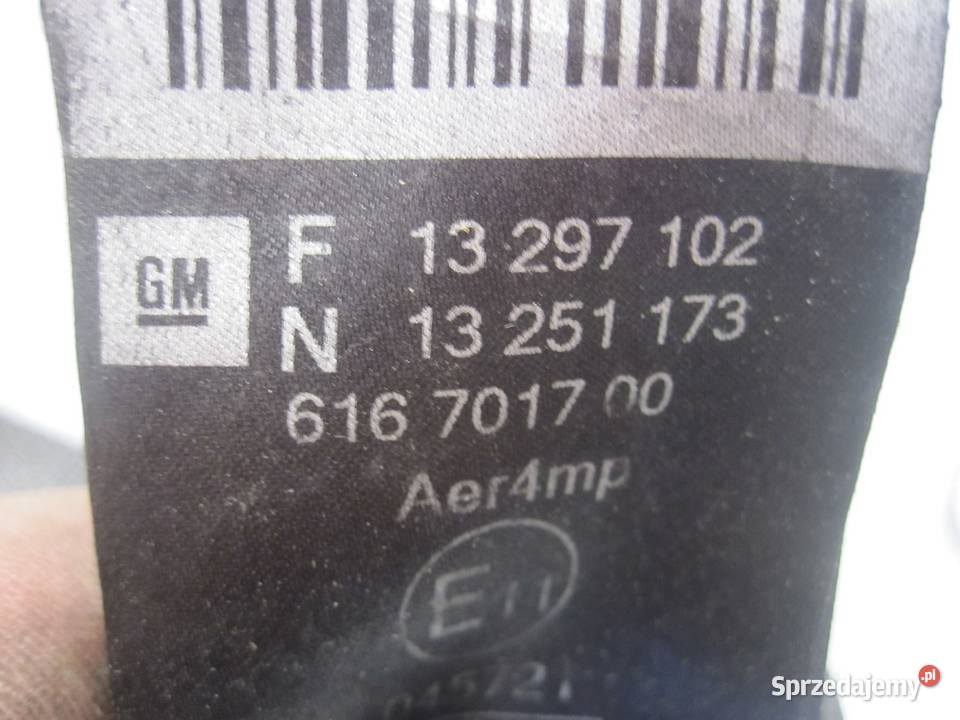 GM
F 13 297 102
N 13 251 173
616 7017 00
Aer4mp
E11
Sprzedajemy.pl